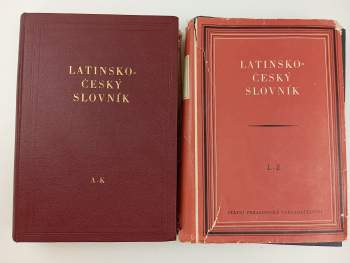 LATINSKO-
ČESKÝ
SLOVNÍK
A-K
LATINSKO-
ČESKÝ
SLOVNÍK
L-Z
STÁTNÍ PEDAGOGICKÉ NAKLADATELSTVÍ